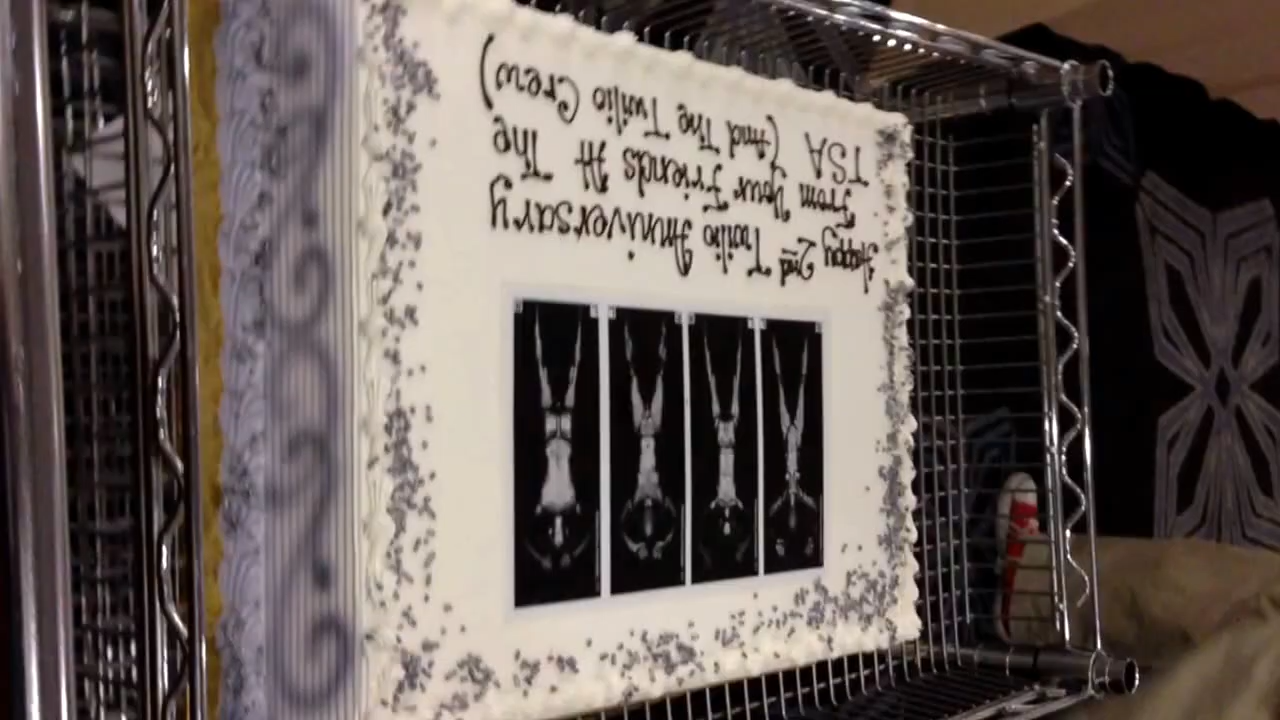 Happy 2nd Twilio Anniversary
From Your Friends At The
TSA (And The Twilio Crew)